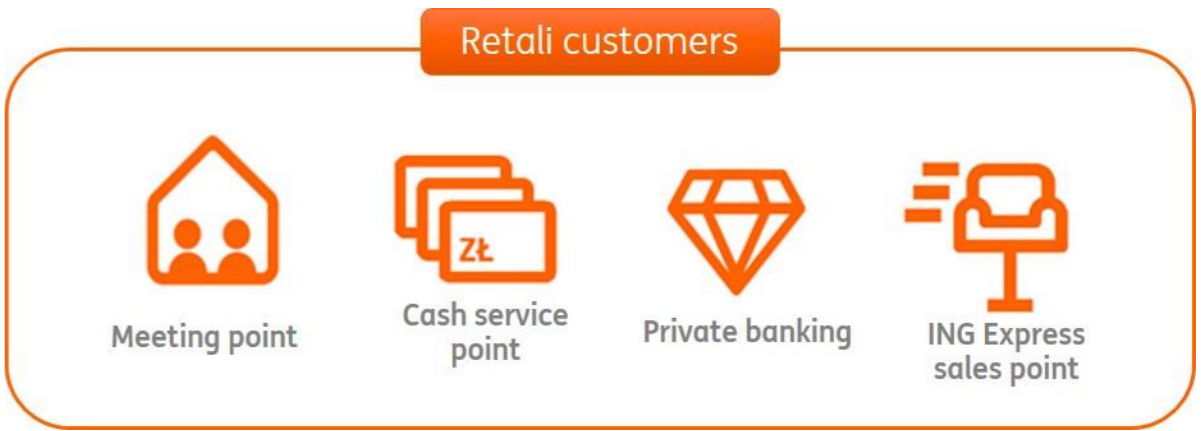 Retali customers
ZŁ
Meeting point
Cash service
point
Private banking
ING Express
sales point